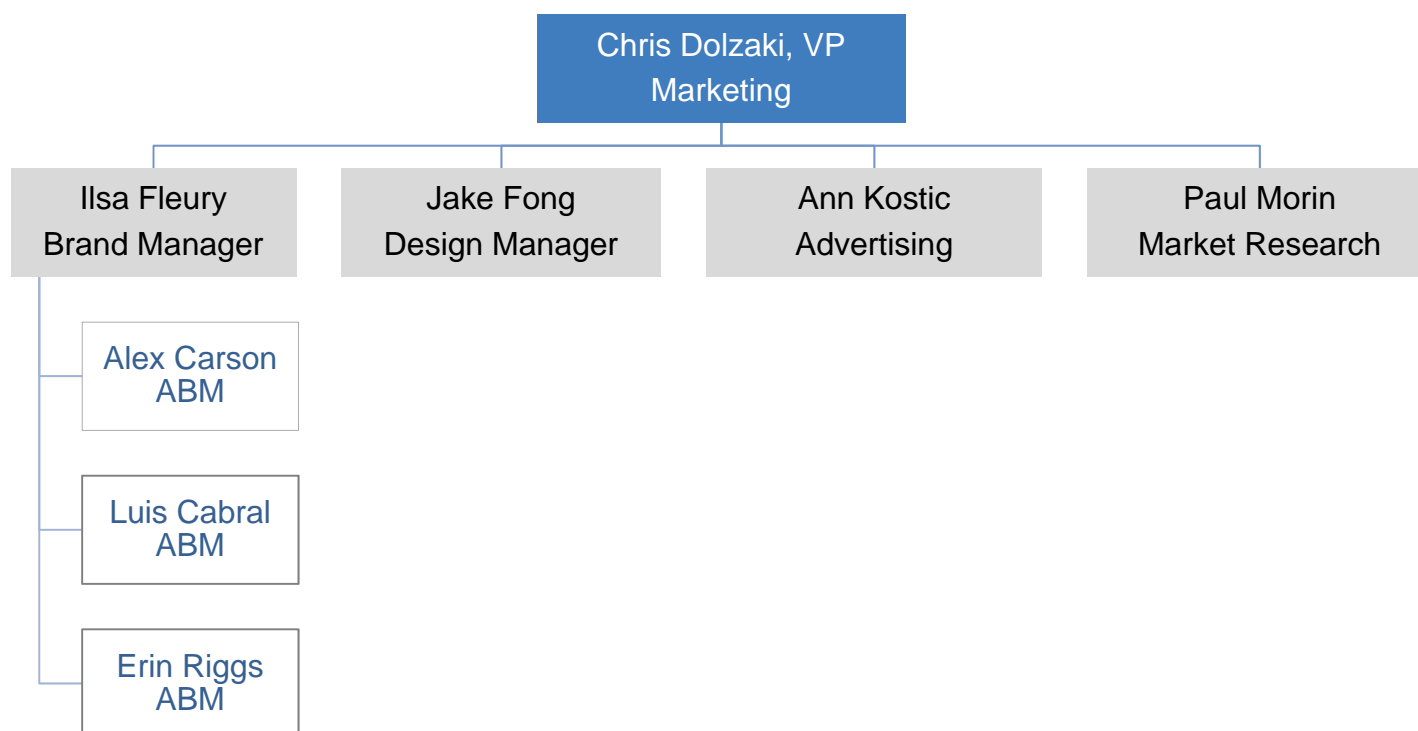 Chris Dolzaki, VP
Marketing
Ilsa Fleury
Brand Manager
Jake Fong
Design Manager
Ann Kostic
Advertising
Paul Morin
Market Research
Alex Carson
ABM
Luis Cabral
ABM
Erin Riggs
ABM